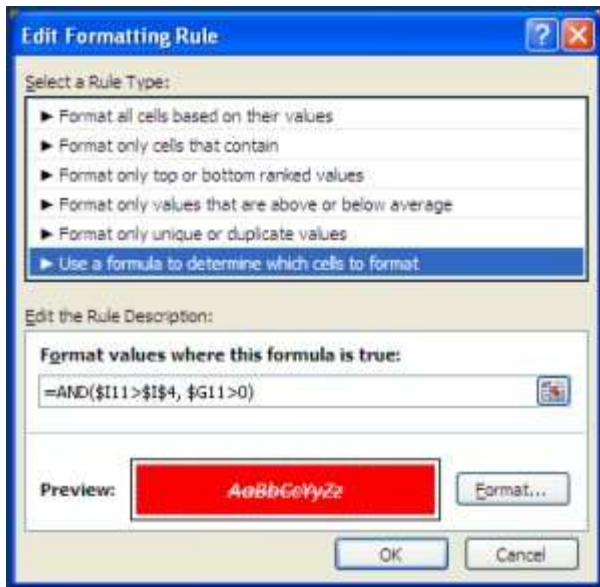 Edit Formatting Rule
Select a Rule Type:
► Format all cells based on their values
► Format only cells that contain
► Format only top or bottom ranked values
► Format only values that are above or below average
► Format only unique or duplicate values
► Use a formula to determine which cells to format
Edit the Rule Description:
Format values where this formula is true:
=AND($I11>$I$4, $G11>0)
Preview: AaBbCcYyZz Format...
OK Cancel